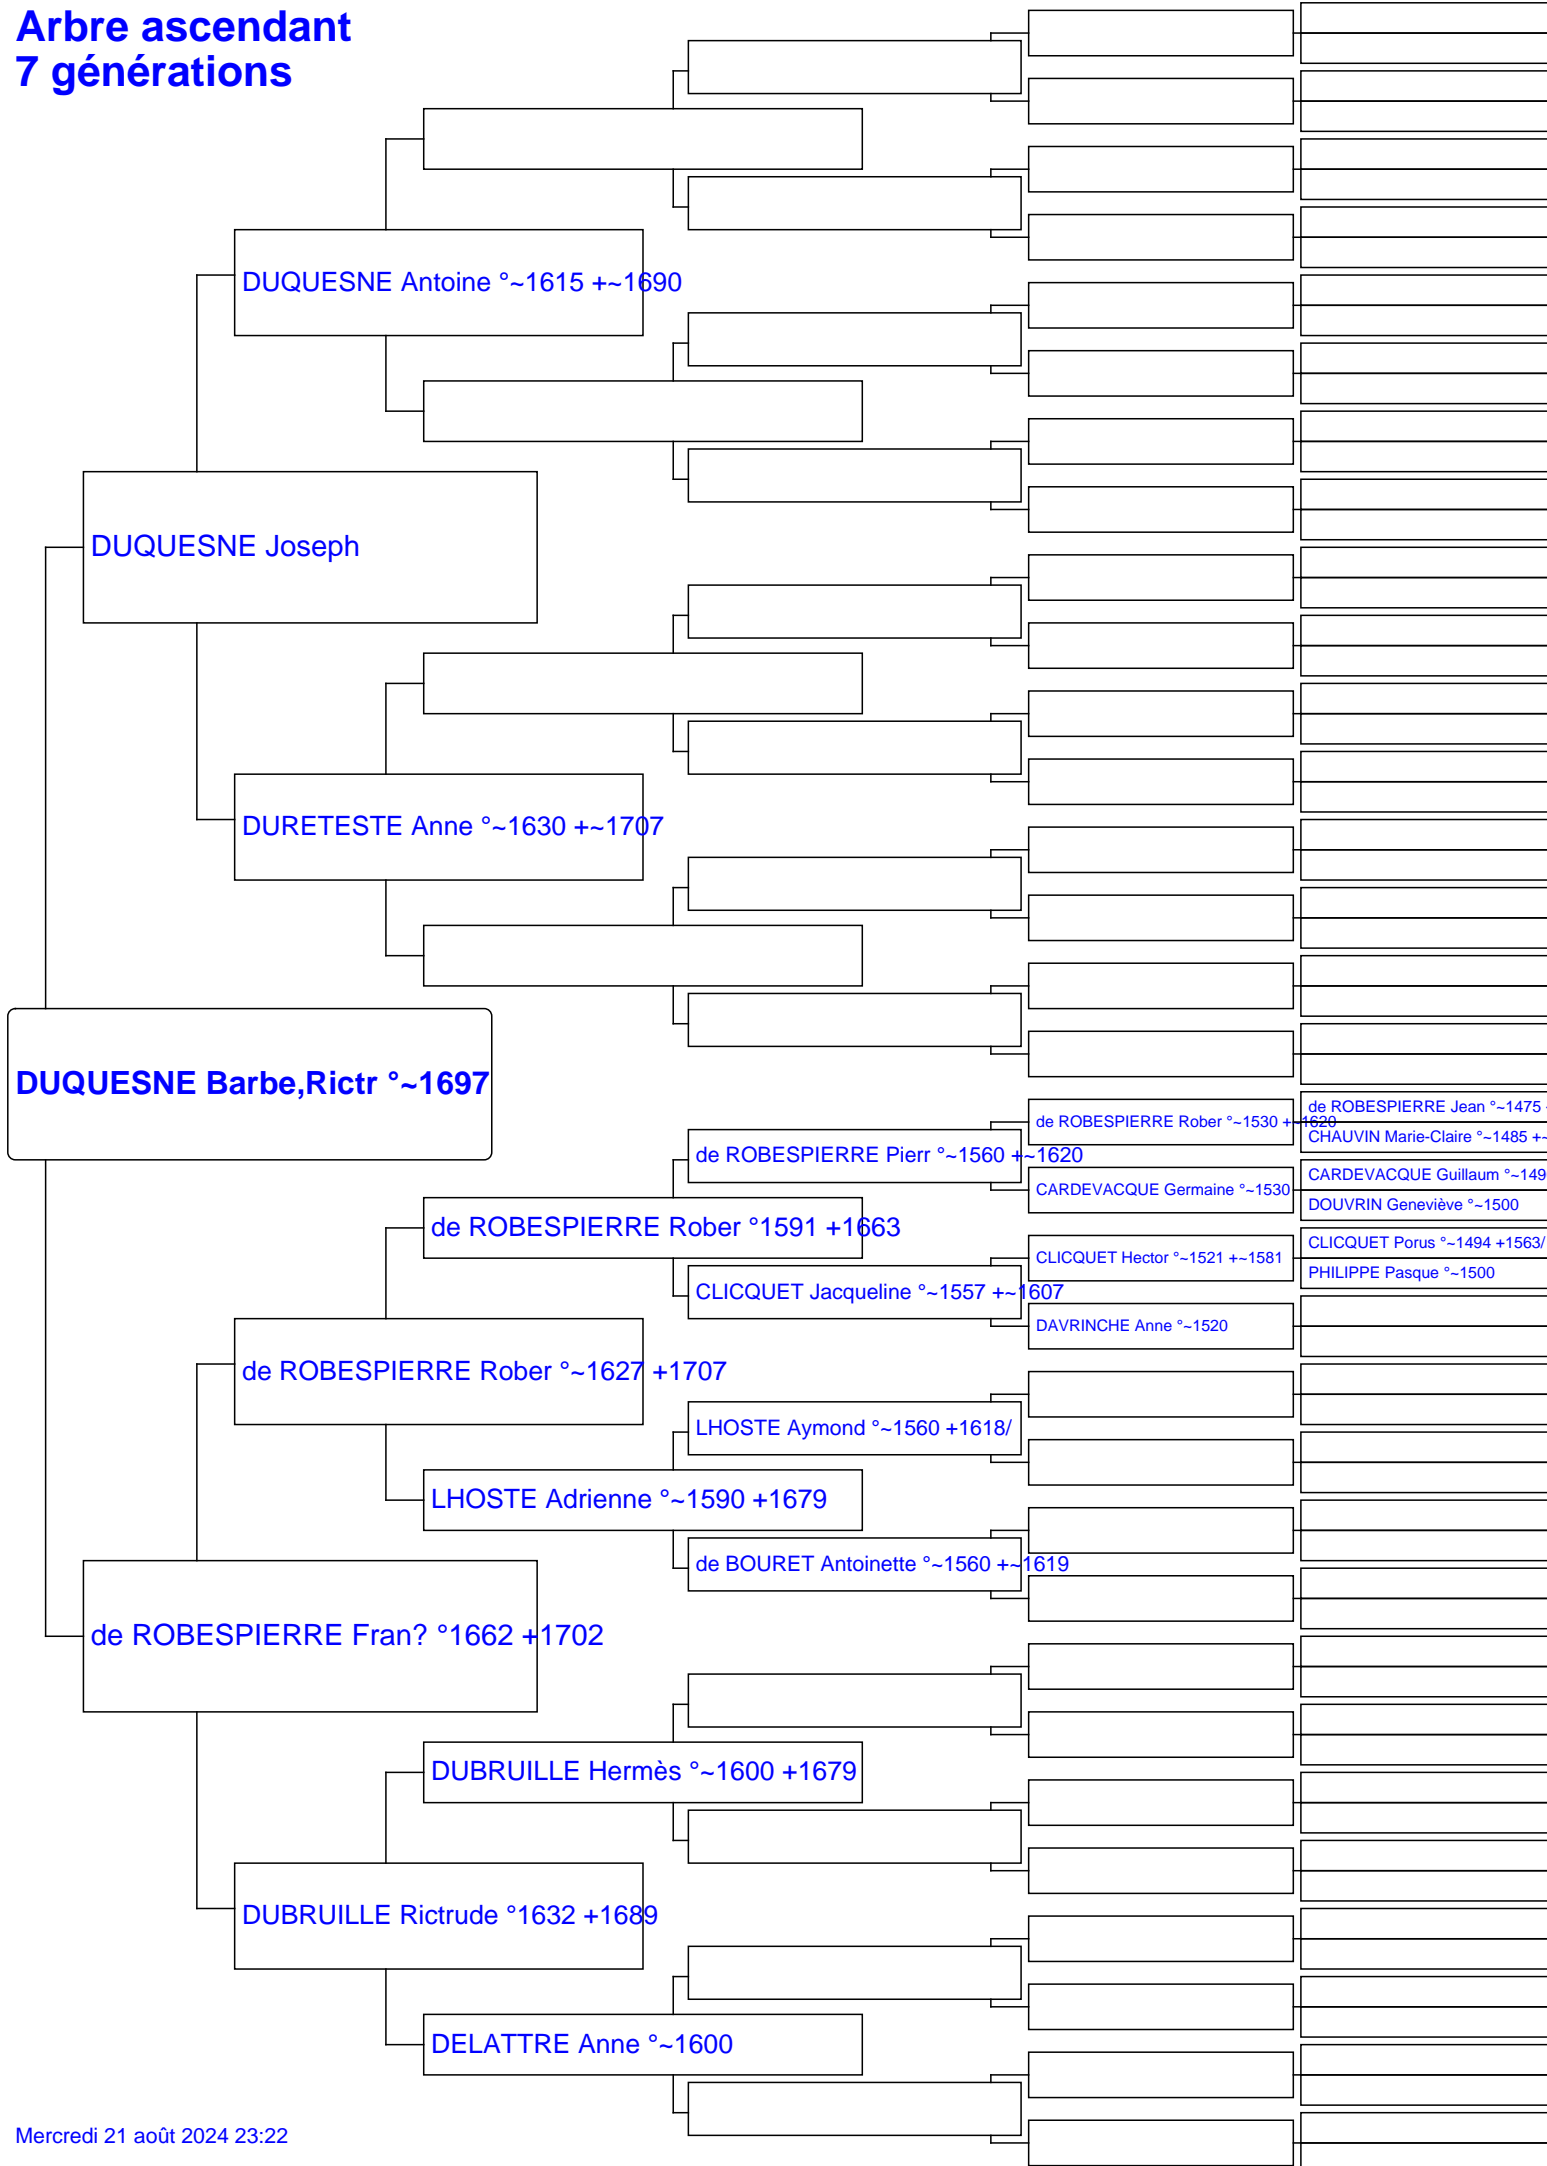 Arbre ascendant
7 générations
DUQUESNE Antoine °~1615 +~1690
DUQUESNE Joseph
DURETESTE Anne °~1630 +~1707
DUQUESNE Barbe,Rictr °~1697
de ROBESPIERRE Jean °~1475
de ROBESPIERRE Rober °~1530 +~1620
CHAUVIN Marie-Claire °~1485 +~
de ROBESPIERRE Pierr °~1560 +~1620
CARDEVACQUE Guillaum °~149
CARDEVACQUE Germaine °~1530
DOUVRIN Geneviève °~1500
de ROBESPIERRE Rober °1591 +1663
CLICQUET Porus °~1494 +1563/
CLICQUET Hector °~1521 +~1581
PHILIPPE Pasque °~1500
CLICQUET Jacqueline °~1557 +~1607
DAVRINCHE Anne °~1520
de ROBESPIERRE Rober °~1627 +1707
LHOSTE Aymond °~1560 +1618/
LHOSTE Adrienne °~1590 +1679
de BOURET Antoinette °~1560 +~1619
de ROBESPIERRE Fran? °1662 +1702
DUBRUILLE Hermès °~1600 +1679
DUBRUILLE Rictrude °1632 +1689
DELATTRE Anne °~1600
Mercredi 21 août 2024 23:22